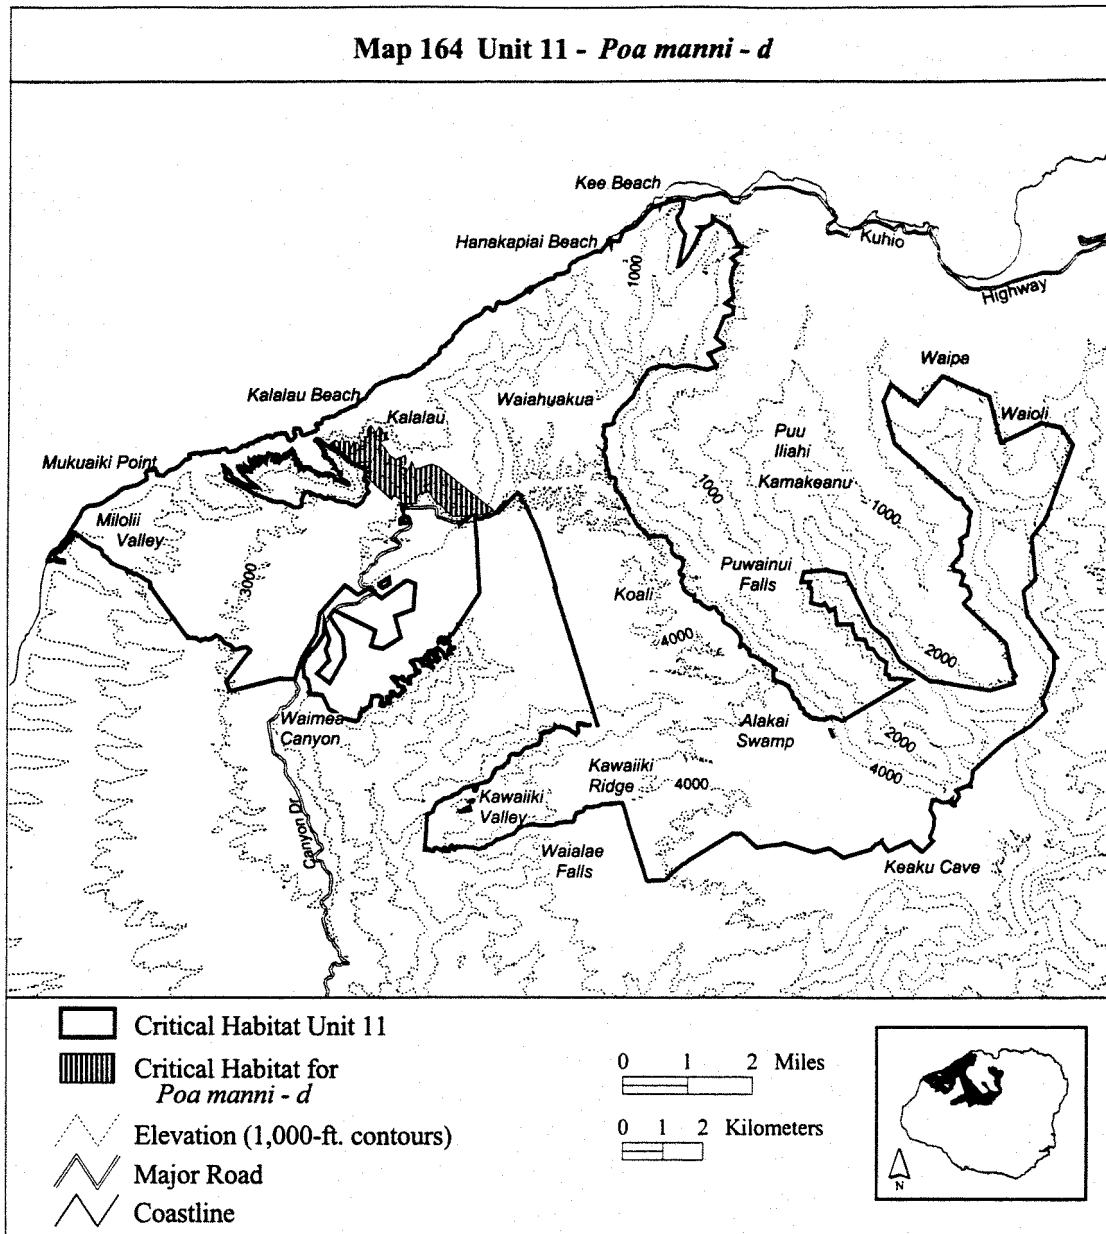 Map 164 Unit 11 - Poa manni - d
Kee Beach
Hanakapiai Beach
Kuhio
Highway
1000
Waipa
Kalalau Beach
Kalalau
Waiahuakua
Waioli
Puu
Iliahi
Mukuaiki Point
Kamakeanu
1000
1000
Milolii
Valley
3000
Puwainui
Falls
Koali
4000
2000
Waimea
Canyon
Alakai
Swamp
2000
4000
Kawaiiki
Ridge
4000
Kawaiiki
Valley
Canyon Dr
Waialae
Falls
Keaku Cave
Critical Habitat Unit 11
Critical Habitat for
Poa manni - d
Elevation (1,000-ft. contours)
Major Road
Coastline
0 1 2 Miles
0 1 2 Kilometers
N